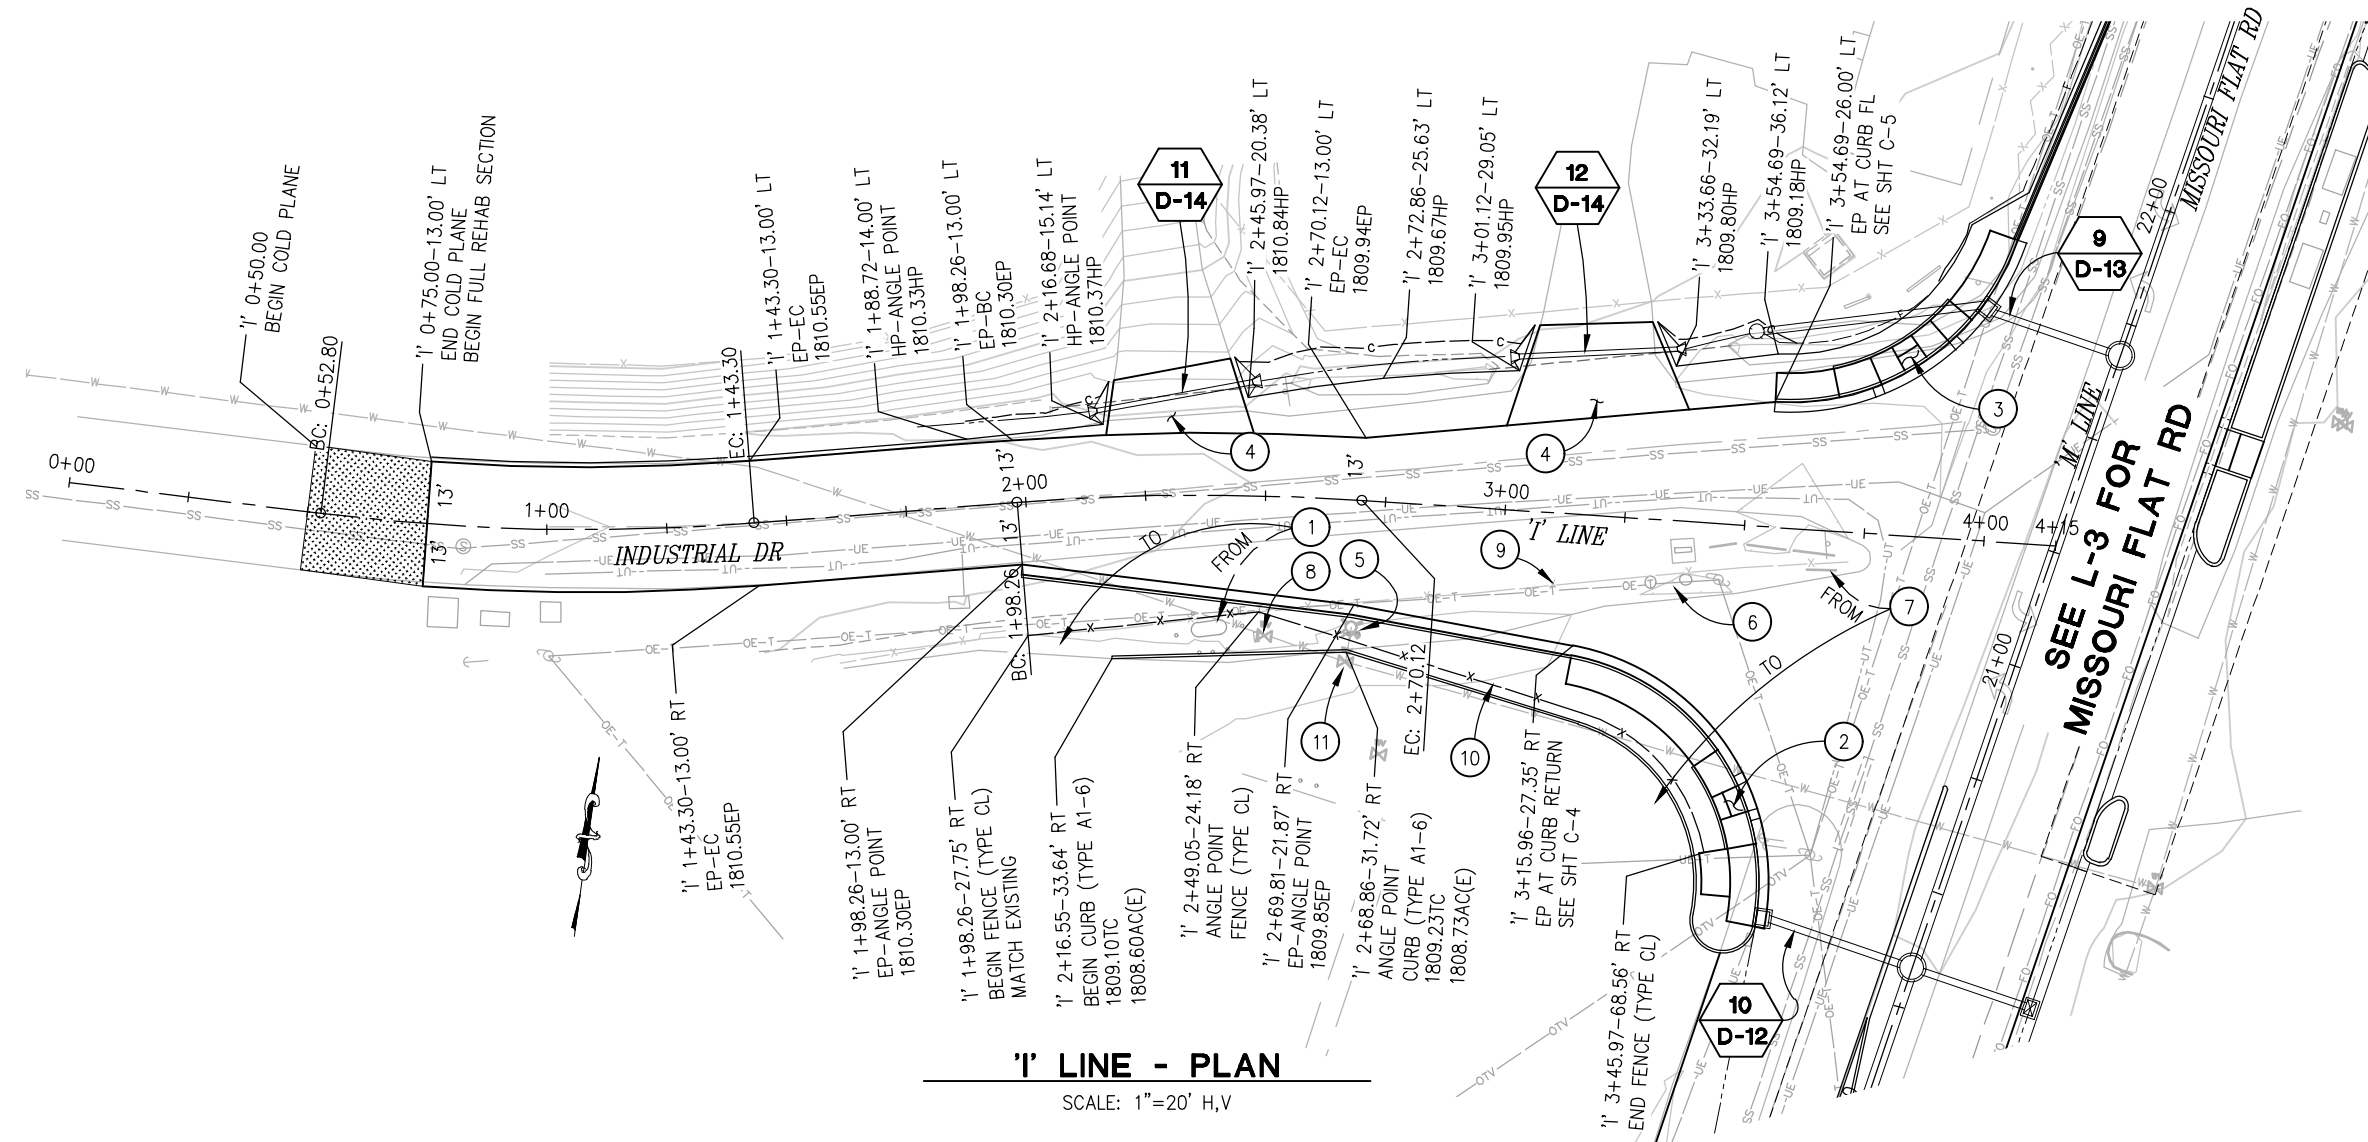 'I' 0+50.00
BEGIN COLD PLANE
'I' 0+75.00-13.00' LT
END COLD PLANE
BEGIN FULL REHAB SECTION
'I' 1+43.30-13.00' LT
EP-EC
1810.55EP
'I' 1+88.72-14.00' LT
HP-ANGLE POINT
1810.33HP
'I' 1+98.26-13.00' LT
EP-BC
1810.30EP
'I' 2+16.68-15.14' LT
HP-ANGLE POINT
1810.37HP
11
D-14
'I' 2+45.97-20.38' LT
1810.84HP
'I' 2+70.12-13.00' LT
EP-EC
1809.94EP
'I' 2+72.86-25.63' LT
1809.67HP
'I' 3+01.12-29.05' LT
1809.95HP
12
D-14
'I' 3+33.66-32.19' LT
1809.80HP
'I' 3+54.69-36.12' LT
1809.18HP
'I' 3+54.69-26.00' LT
EP AT CURB FL
SEE SHT C-5
9
D-13
22+00
MISSOURI FLAT RD
'M' LINE
SEE L-3 FOR
MISSOURI FLAT RD
21+00
BC: 0+52.80
EC: 1+43.30
0+00
1+00
2+00
3+00
4+00
4+15
13'
13'
13'
13'
13'
INDUSTRIAL DR
'I' LINE
4
4
3
TO
FROM
1
8
5
9
6
7
FROM
TO
2
10
11
BC: 1+98.26
EC: 2+70.12
'I' 1+43.30-13.00' RT
EP-EC
1810.55EP
'I' 1+98.26-13.00' RT
EP-ANGLE POINT
1810.30EP
'I' 1+98.26-27.75' RT
BEGIN FENCE (TYPE CL)
MATCH EXISTING
'I' 2+16.55-33.64' RT
BEGIN CURB (TYPE A1-6)
1809.10TC
1808.60AC(E)
'I' 2+49.05-24.18' RT
ANGLE POINT
FENCE (TYPE CL)
'I' 2+69.81-21.87' RT
EP-ANGLE POINT
1809.85EP
'I' 2+68.86-31.72' RT
ANGLE POINT
CURB (TYPE A1-6)
1809.23TC
1808.73AC(E)
'I' 3+15.96-27.35' RT
EP AT CURB RETURN
SEE SHT C-4
'I' 3+45.97-68.56' RT
END FENCE (TYPE CL)
10
D-12
'I' LINE - PLAN
SCALE: 1"=20' H,V